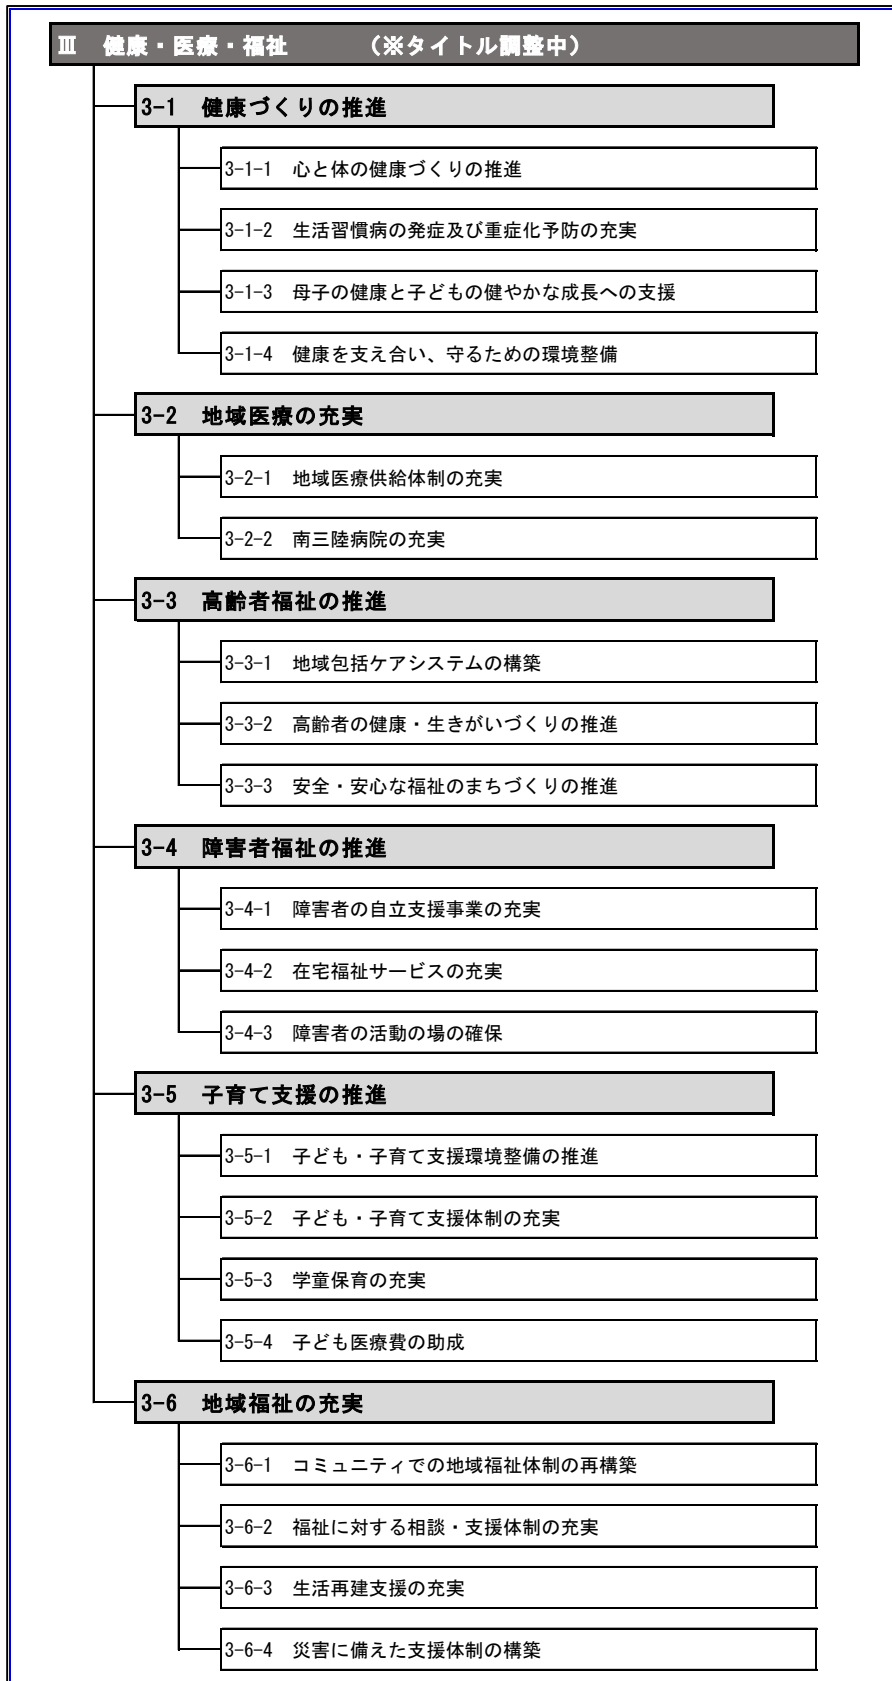 Ⅲ　健康・医療・福祉　　　（※タイトル調整中）
3-1　健康づくりの推進
3-1-1　心と体の健康づくりの推進
3-1-2　生活習慣病の発症及び重症化予防の充実
3-1-3　母子の健康と子どもの健やかな成長への支援
3-1-4　健康を支え合い、守るための環境整備
3-2　地域医療の充実
3-2-1　地域医療供給体制の充実
3-2-2　南三陸病院の充実
3-3　高齢者福祉の推進
3-3-1　地域包括ケアシステムの構築
3-3-2　高齢者の健康・生きがいづくりの推進
3-3-3　安全・安心な福祉のまちづくりの推進
3-4　障害者福祉の推進
3-4-1　障害者の自立支援事業の充実
3-4-2　在宅福祉サービスの充実
3-4-3　障害者の活動の場の確保
3-5　子育て支援の推進
3-5-1　子ども・子育て支援環境整備の推進
3-5-2　子ども・子育て支援体制の充実
3-5-3　学童保育の充実
3-5-4　子ども医療費の助成
3-6　地域福祉の充実
3-6-1　コミュニティでの地域福祉体制の再構築
3-6-2　福祉に対する相談・支援体制の充実
3-6-3　生活再建支援の充実
3-6-4　災害に備えた支援体制の構築